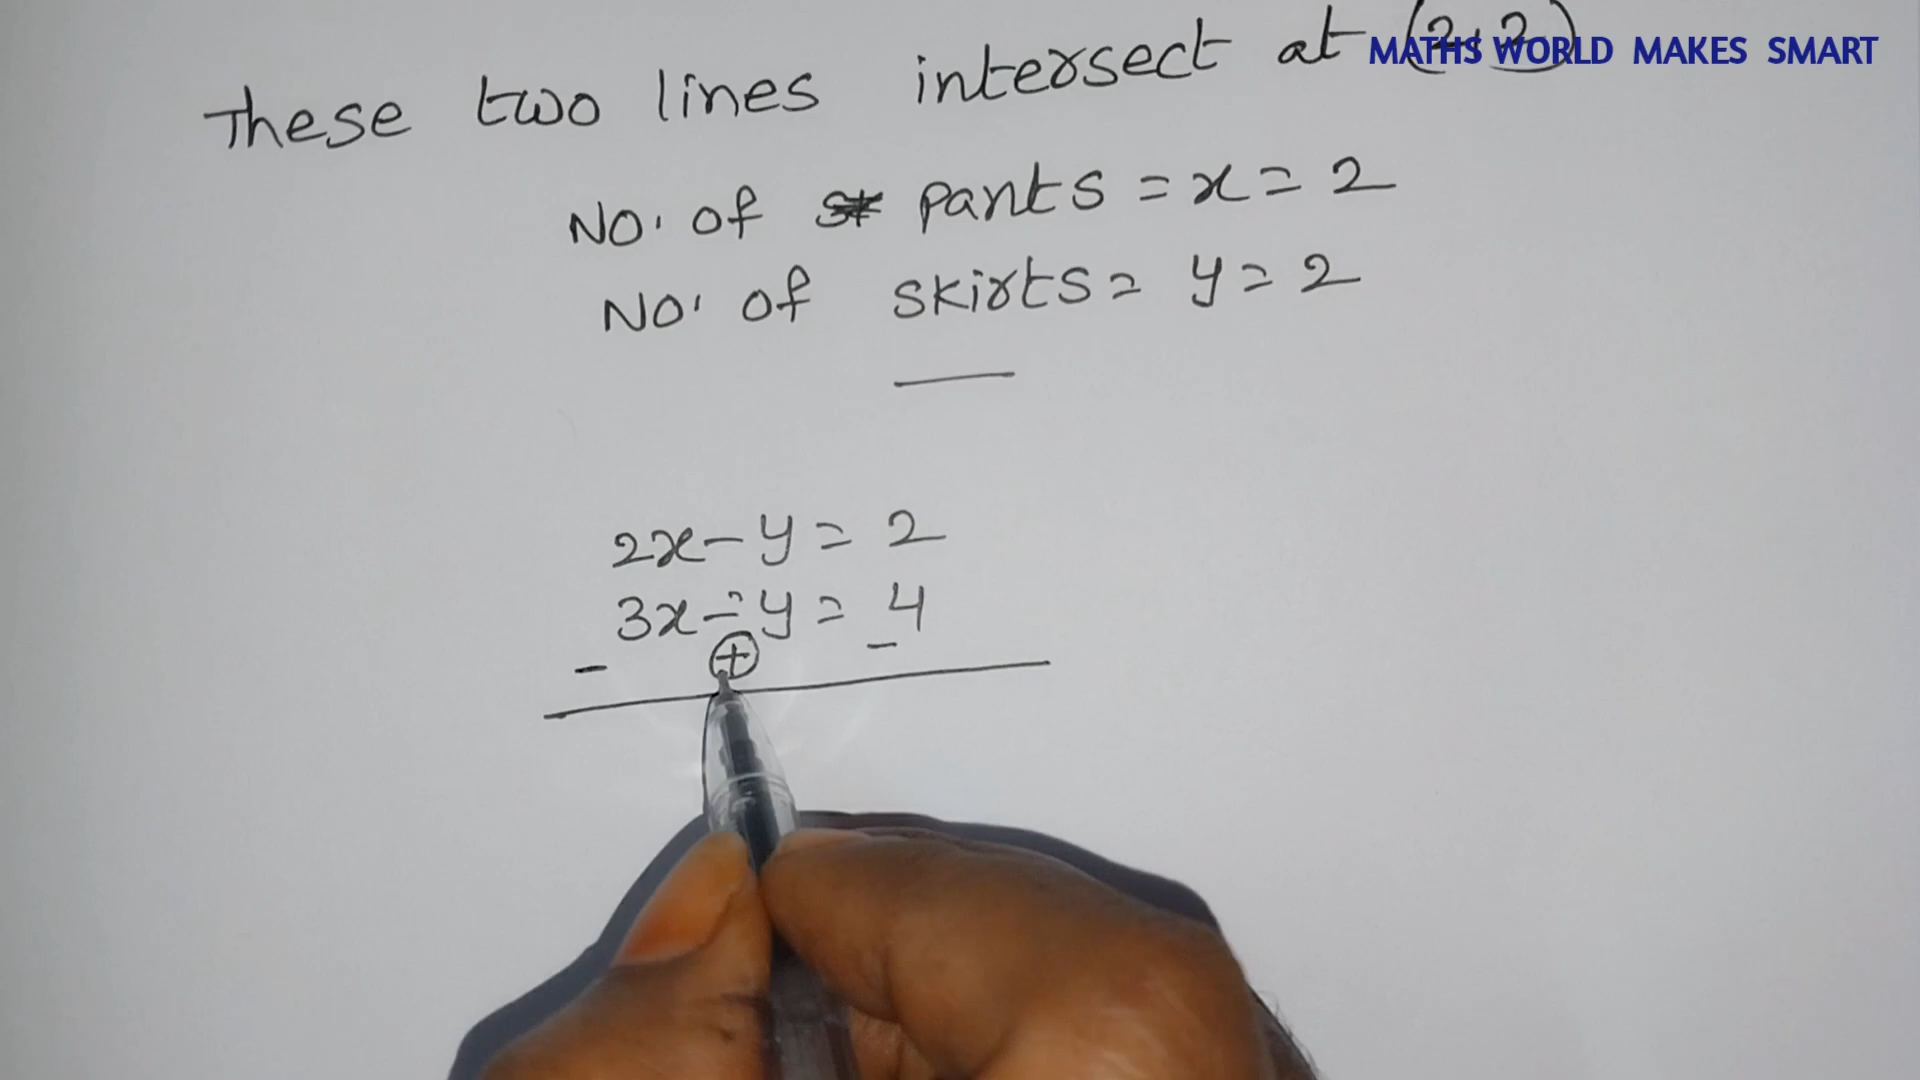 These two lines intersect at (2, 2)
MATHS WORLD MAKES SMART
No. of pants = x = 2
No. of skirts = y = 2
2x - y = 2
3x - y = 4
- + -